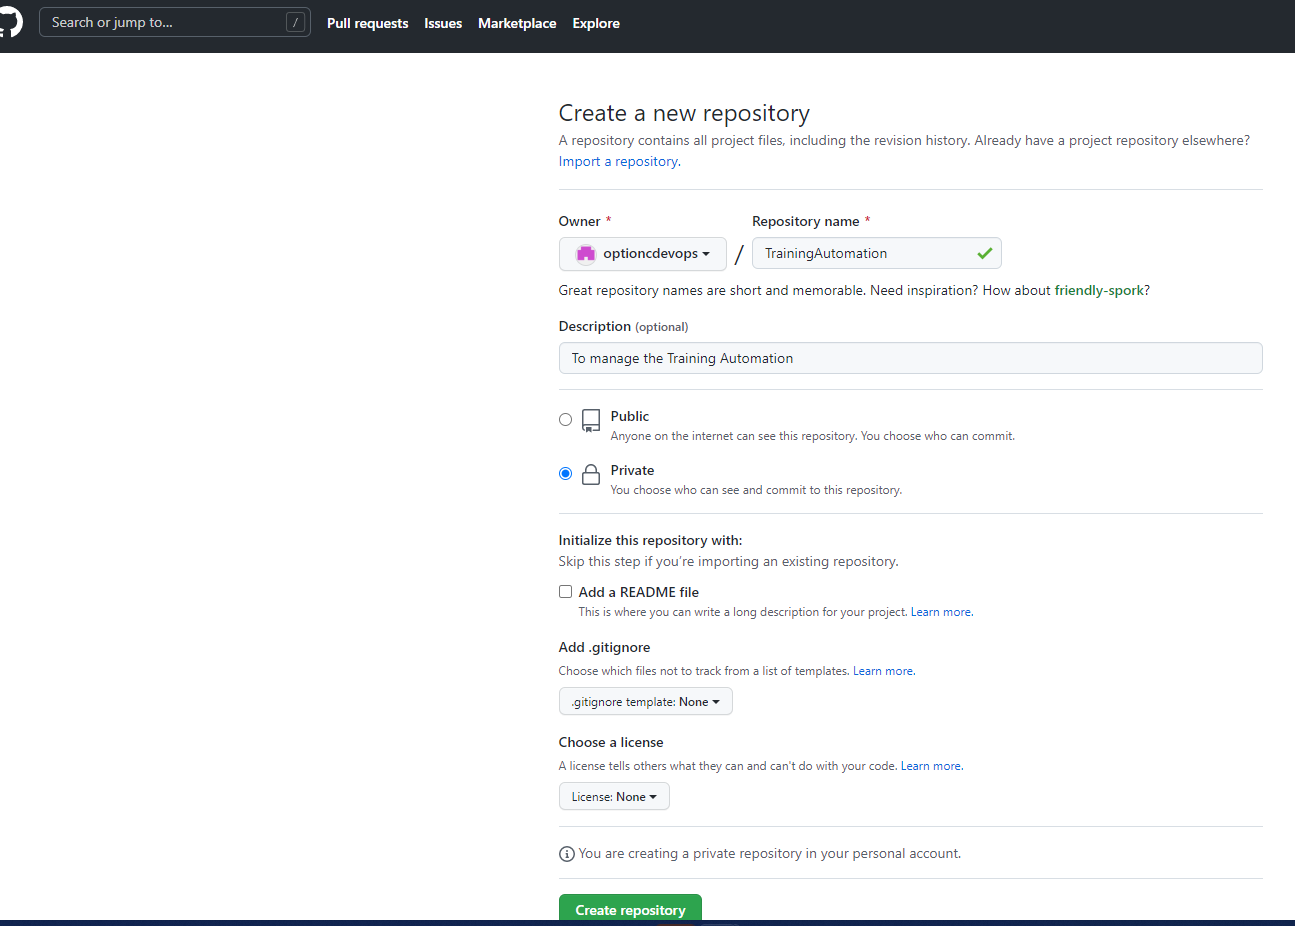 Search or jump to... /
Pull requests Issues Marketplace Explore
Create a new repository
A repository contains all project files, including the revision history. Already have a project repository elsewhere?
Import a repository.
Owner * Repository name *
optioncdevops / TrainingAutomation
Great repository names are short and memorable. Need inspiration? How about friendly-spork?
Description (optional)
To manage the Training Automation
Public
Anyone on the internet can see this repository. You choose who can commit.
Private
You choose who can see and commit to this repository.
Initialize this repository with:
Skip this step if you're importing an existing repository.
Add a README file
This is where you can write a long description for your project. Learn more.
Add .gitignore
Choose which files not to track from a list of templates. Learn more.
.gitignore template: None
Choose a license
A license tells others what they can and can't do with your code. Learn more.
License: None
You are creating a private repository in your personal account.
Create repository